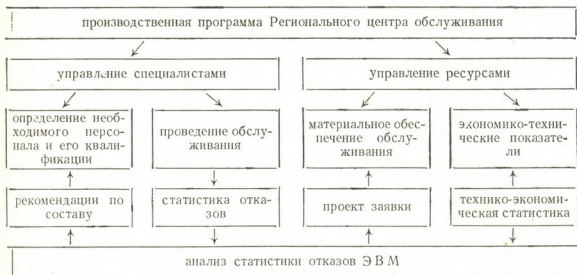 производственная программа Регионального центра обслуживания
управление специалистами
управление ресурсами
определение необ-
ходимого персо-
нала и его квали-
фикации
проведение обслу-
живания
материальное обес-
печение обслу-
живания
экономико-техни-
ческие показате-
ли
рекомендации по
составу
статистика отка-
зов
проект заявки
технико-экономи-
ческая статистика
анализ статистики отказов ЭВМ